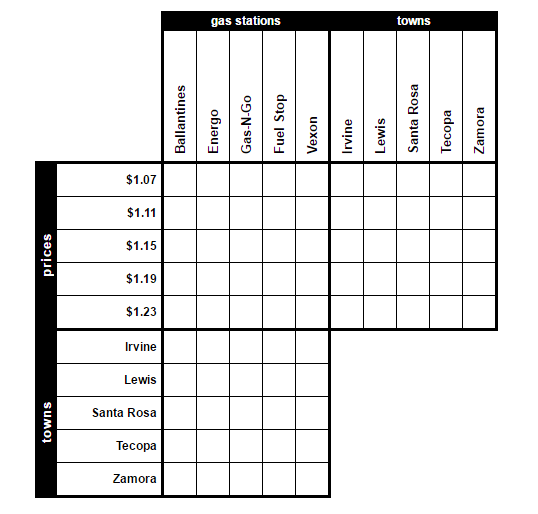 gas stations towns
Ballantines Energo Gas-N-Go Fuel Stop Vexon Irvine Lewis Santa Rosa Tecopa Zamora
prices
$1.07
$1.11
$1.15
$1.19
$1.23
towns
Irvine
Lewis
Santa Rosa
Tecopa
Zamora